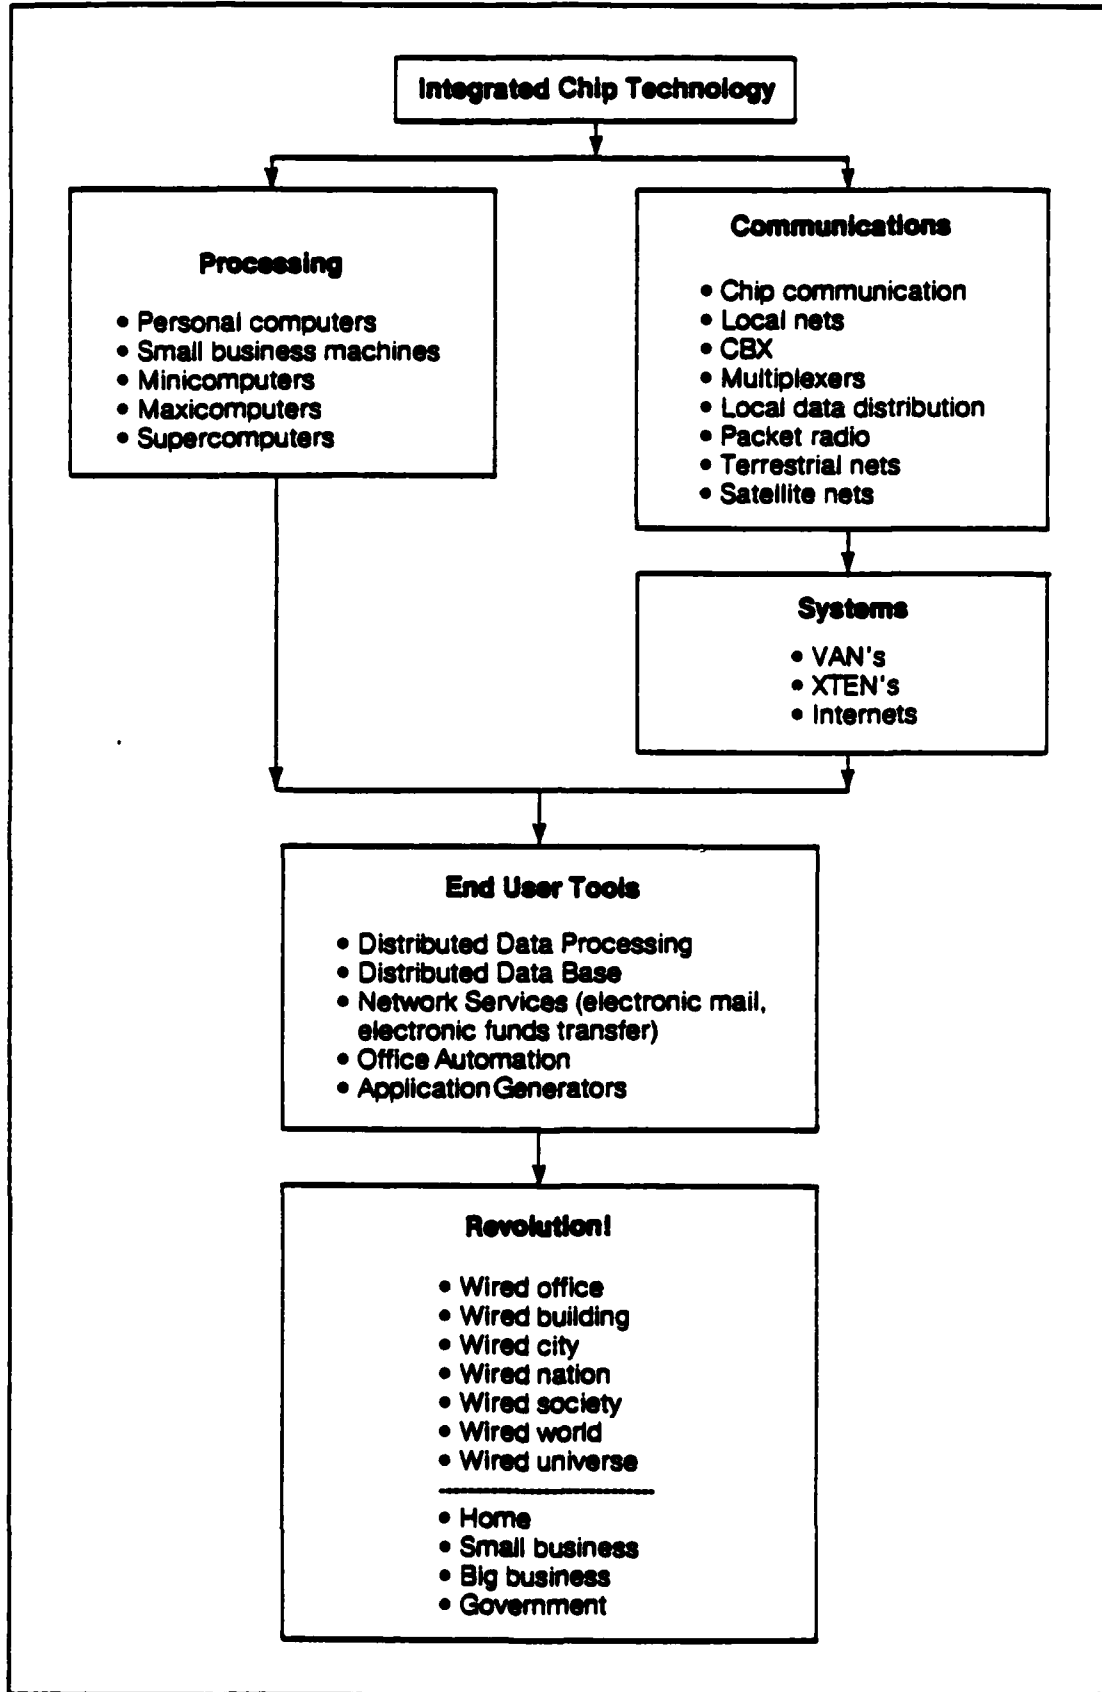 Integrated Chip Technology
Processing
• Personal computers
• Small business machines
• Minicomputers
• Maxicomputers
• Supercomputers
Communications
• Chip communication
• Local nets
• CBX
• Multiplexers
• Local data distribution
• Packet radio
• Terrestrial nets
• Satellite nets
Systems
• VAN's
• XTEN's
• Internets
End User Tools
• Distributed Data Processing
• Distributed Data Base
• Network Services (electronic mail,
electronic funds transfer)
• Office Automation
• Application Generators
Revolution!
• Wired office
• Wired building
• Wired city
• Wired nation
• Wired society
• Wired world
• Wired universe
• Home
• Small business
• Big business
• Government